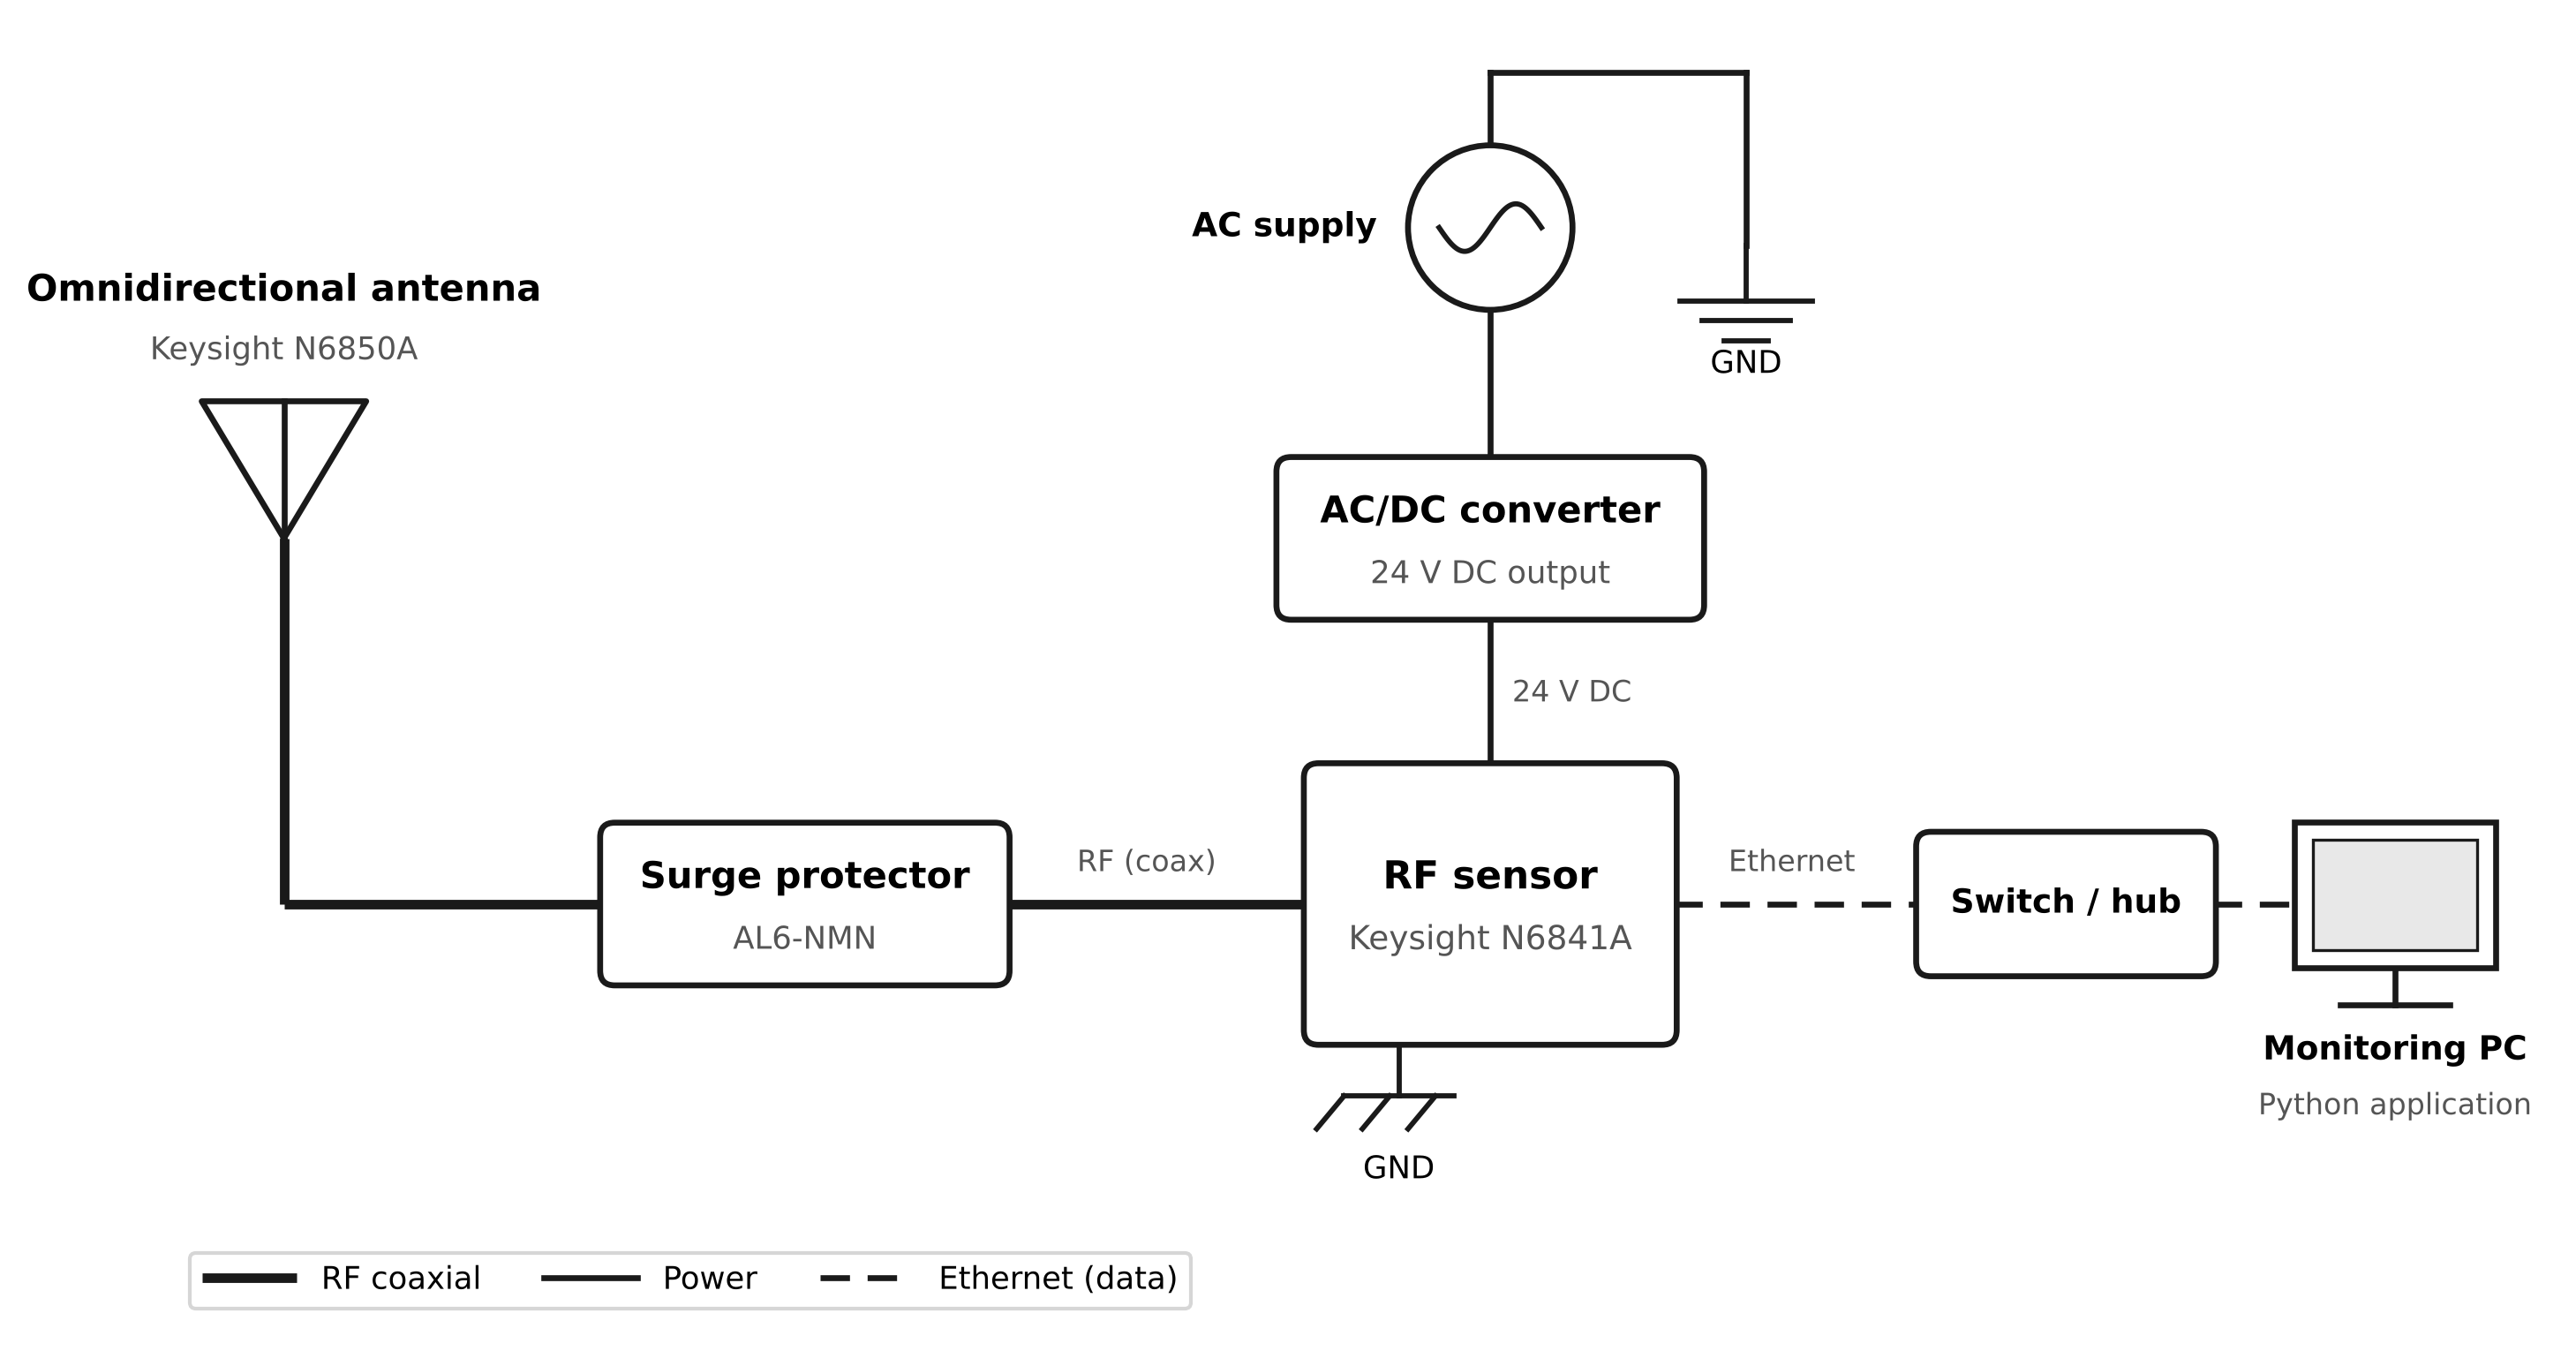 AC supply
GND
Omnidirectional antenna
Keysight N6850A
AC/DC converter
24 V DC output
24 V DC
Surge protector
AL6-NMN
RF (coax)
RF sensor
Keysight N6841A
Ethernet
Switch / hub
Monitoring PC
Python application
GND
RF coaxial
Power
Ethernet (data)